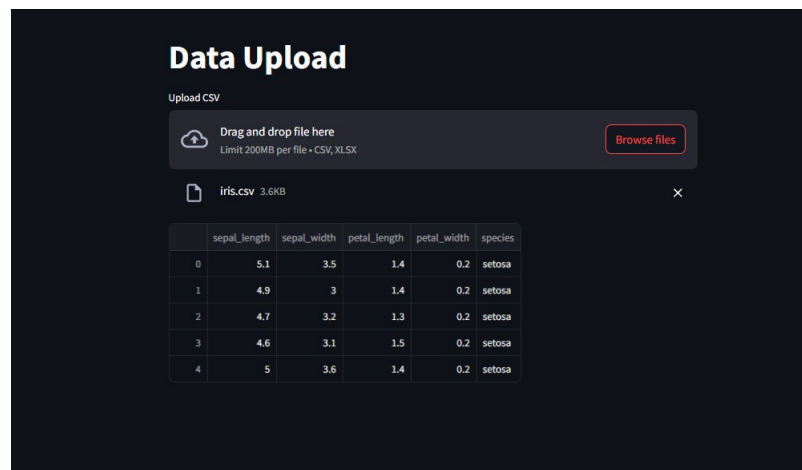 Data Upload
Upload CSV
Drag and drop file here
Limit 200MB per file • CSV, XLSX
Browse files
iris.csv 3.6KB
sepal_length sepal_width petal_length petal_width species
0 5.1 3.5 1.4 0.2 setosa
1 4.9 3 1.4 0.2 setosa
2 4.7 3.2 1.3 0.2 setosa
3 4.6 3.1 1.5 0.2 setosa
4 5 3.6 1.4 0.2 setosa